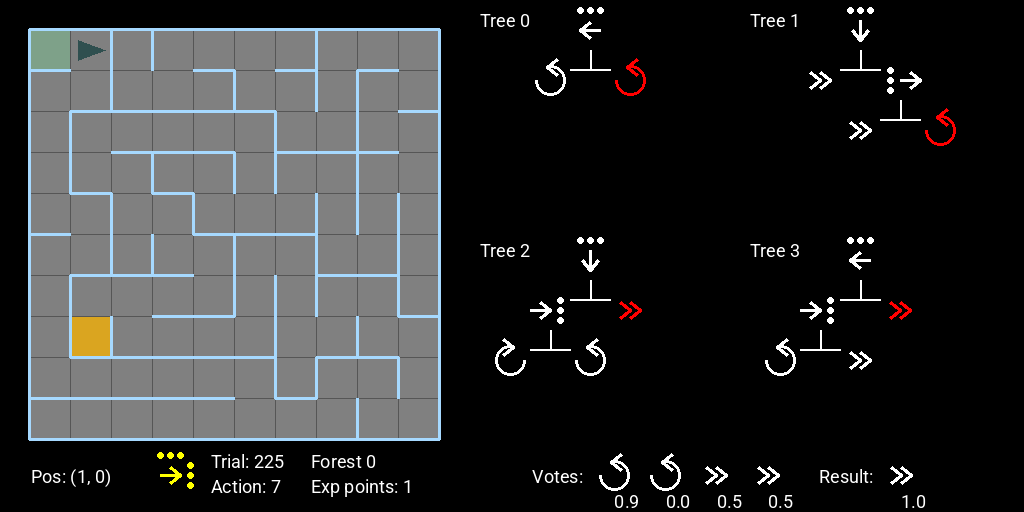 Tree 0
Tree 1
Tree 2
Tree 3
Pos: (1, 0)
Trial: 225
Forest 0
Action: 7
Exp points: 1
Votes:
0.9
0.0
0.5
0.5
Result:
1.0